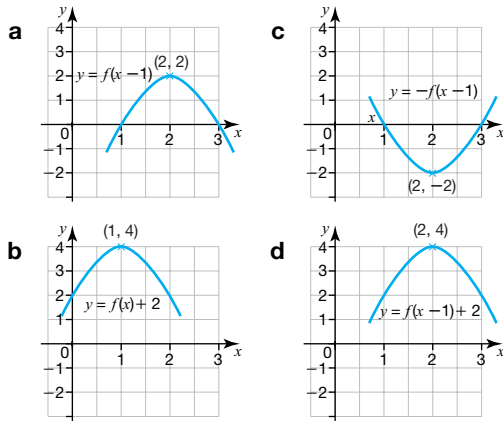 a
y
4
3
2
1
0
−1
−2
1
2
3
x
y = f(x − 1)
(2, 2)
c
y
4
3
2
1
0
−1
−2
1
2
3
x
x
y = −f(x − 1)
(2, −2)
b
y
4
3
2
1
0
−1
−2
1
2
3
x
(1, 4)
y = f(x) + 2
d
y
4
3
2
1
0
−1
−2
1
2
3
x
(2, 4)
y = f(x − 1) + 2